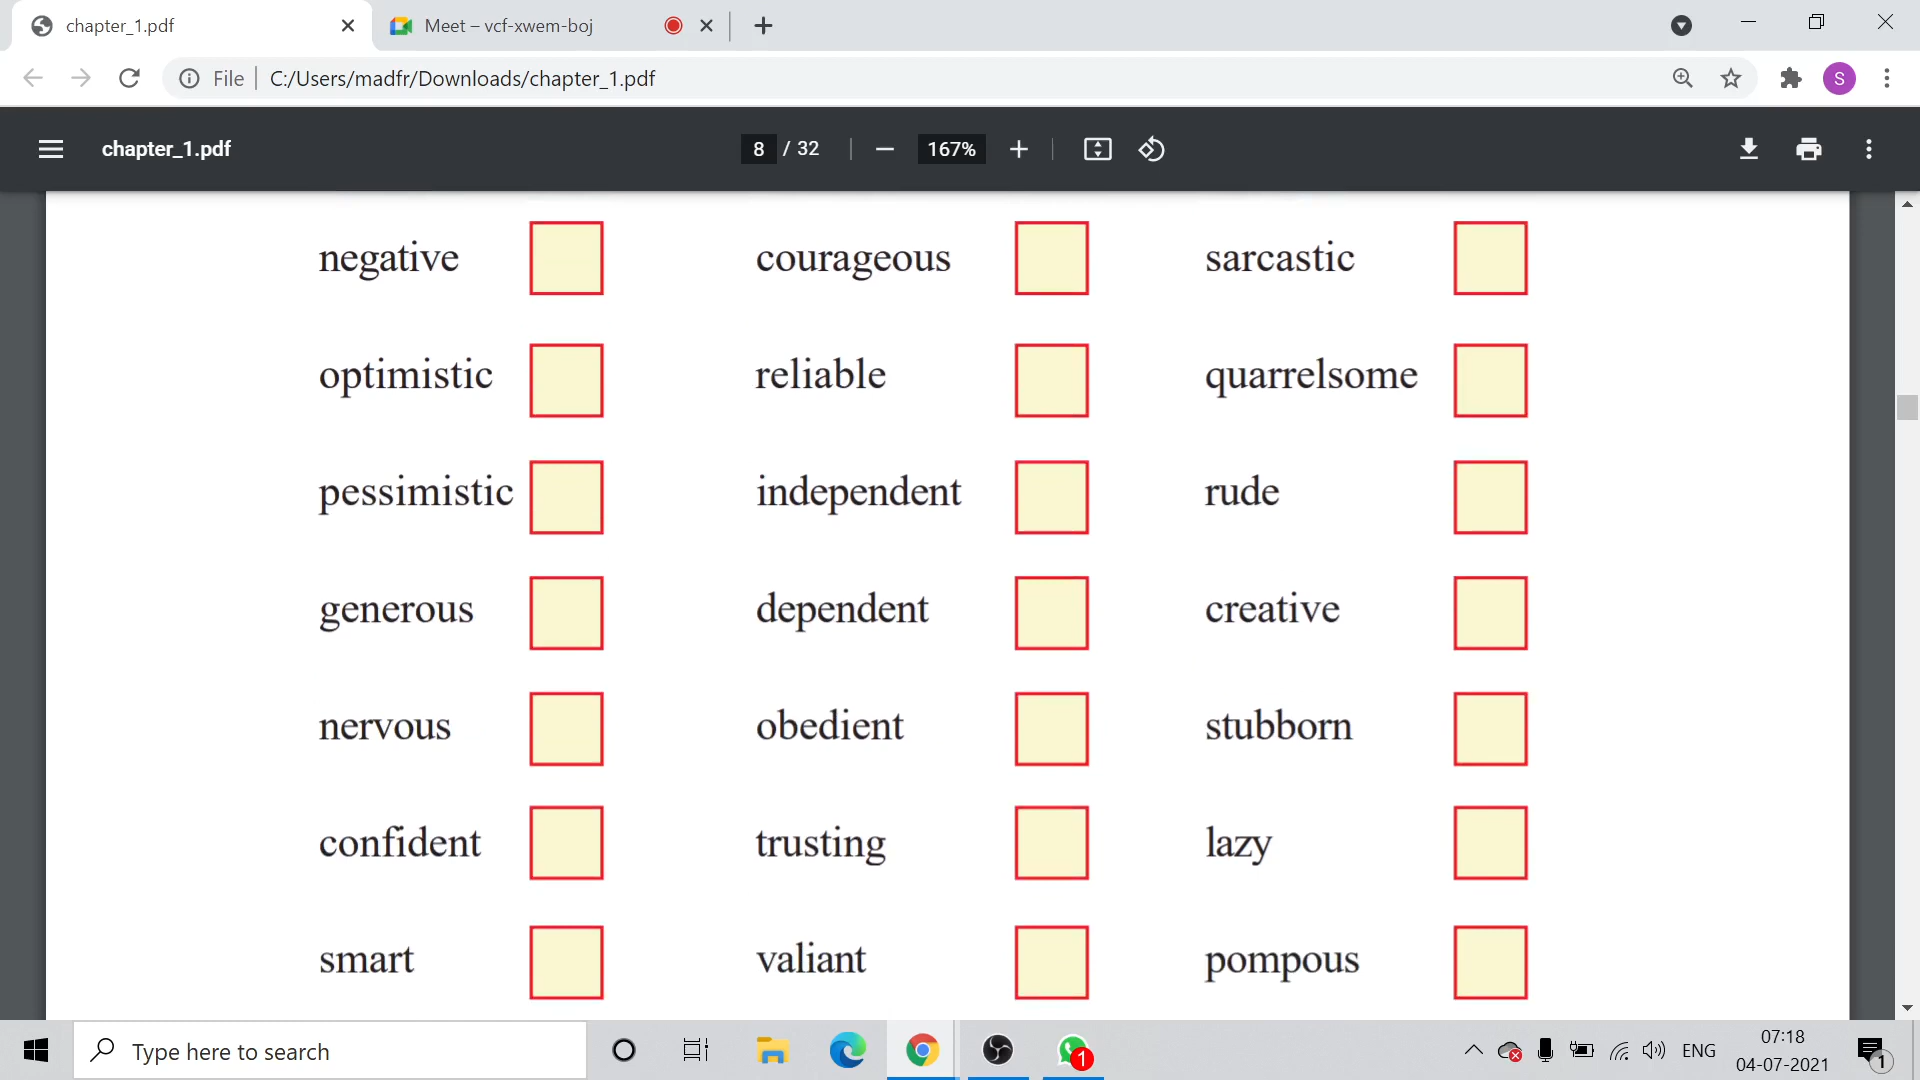 chapter_1.pdf
Meet – vcf-xwem-boj
File
C:/Users/madfr/Downloads/chapter_1.pdf
S
chapter_1.pdf
8 / 32
167%
negative courageous sarcastic
optimistic reliable quarrelsome
pessimistic independent rude
generous dependent creative
nervous obedient stubborn
confident trusting lazy
smart valiant pompous
Type here to search
1
ENG
07:18
04-07-2021
1